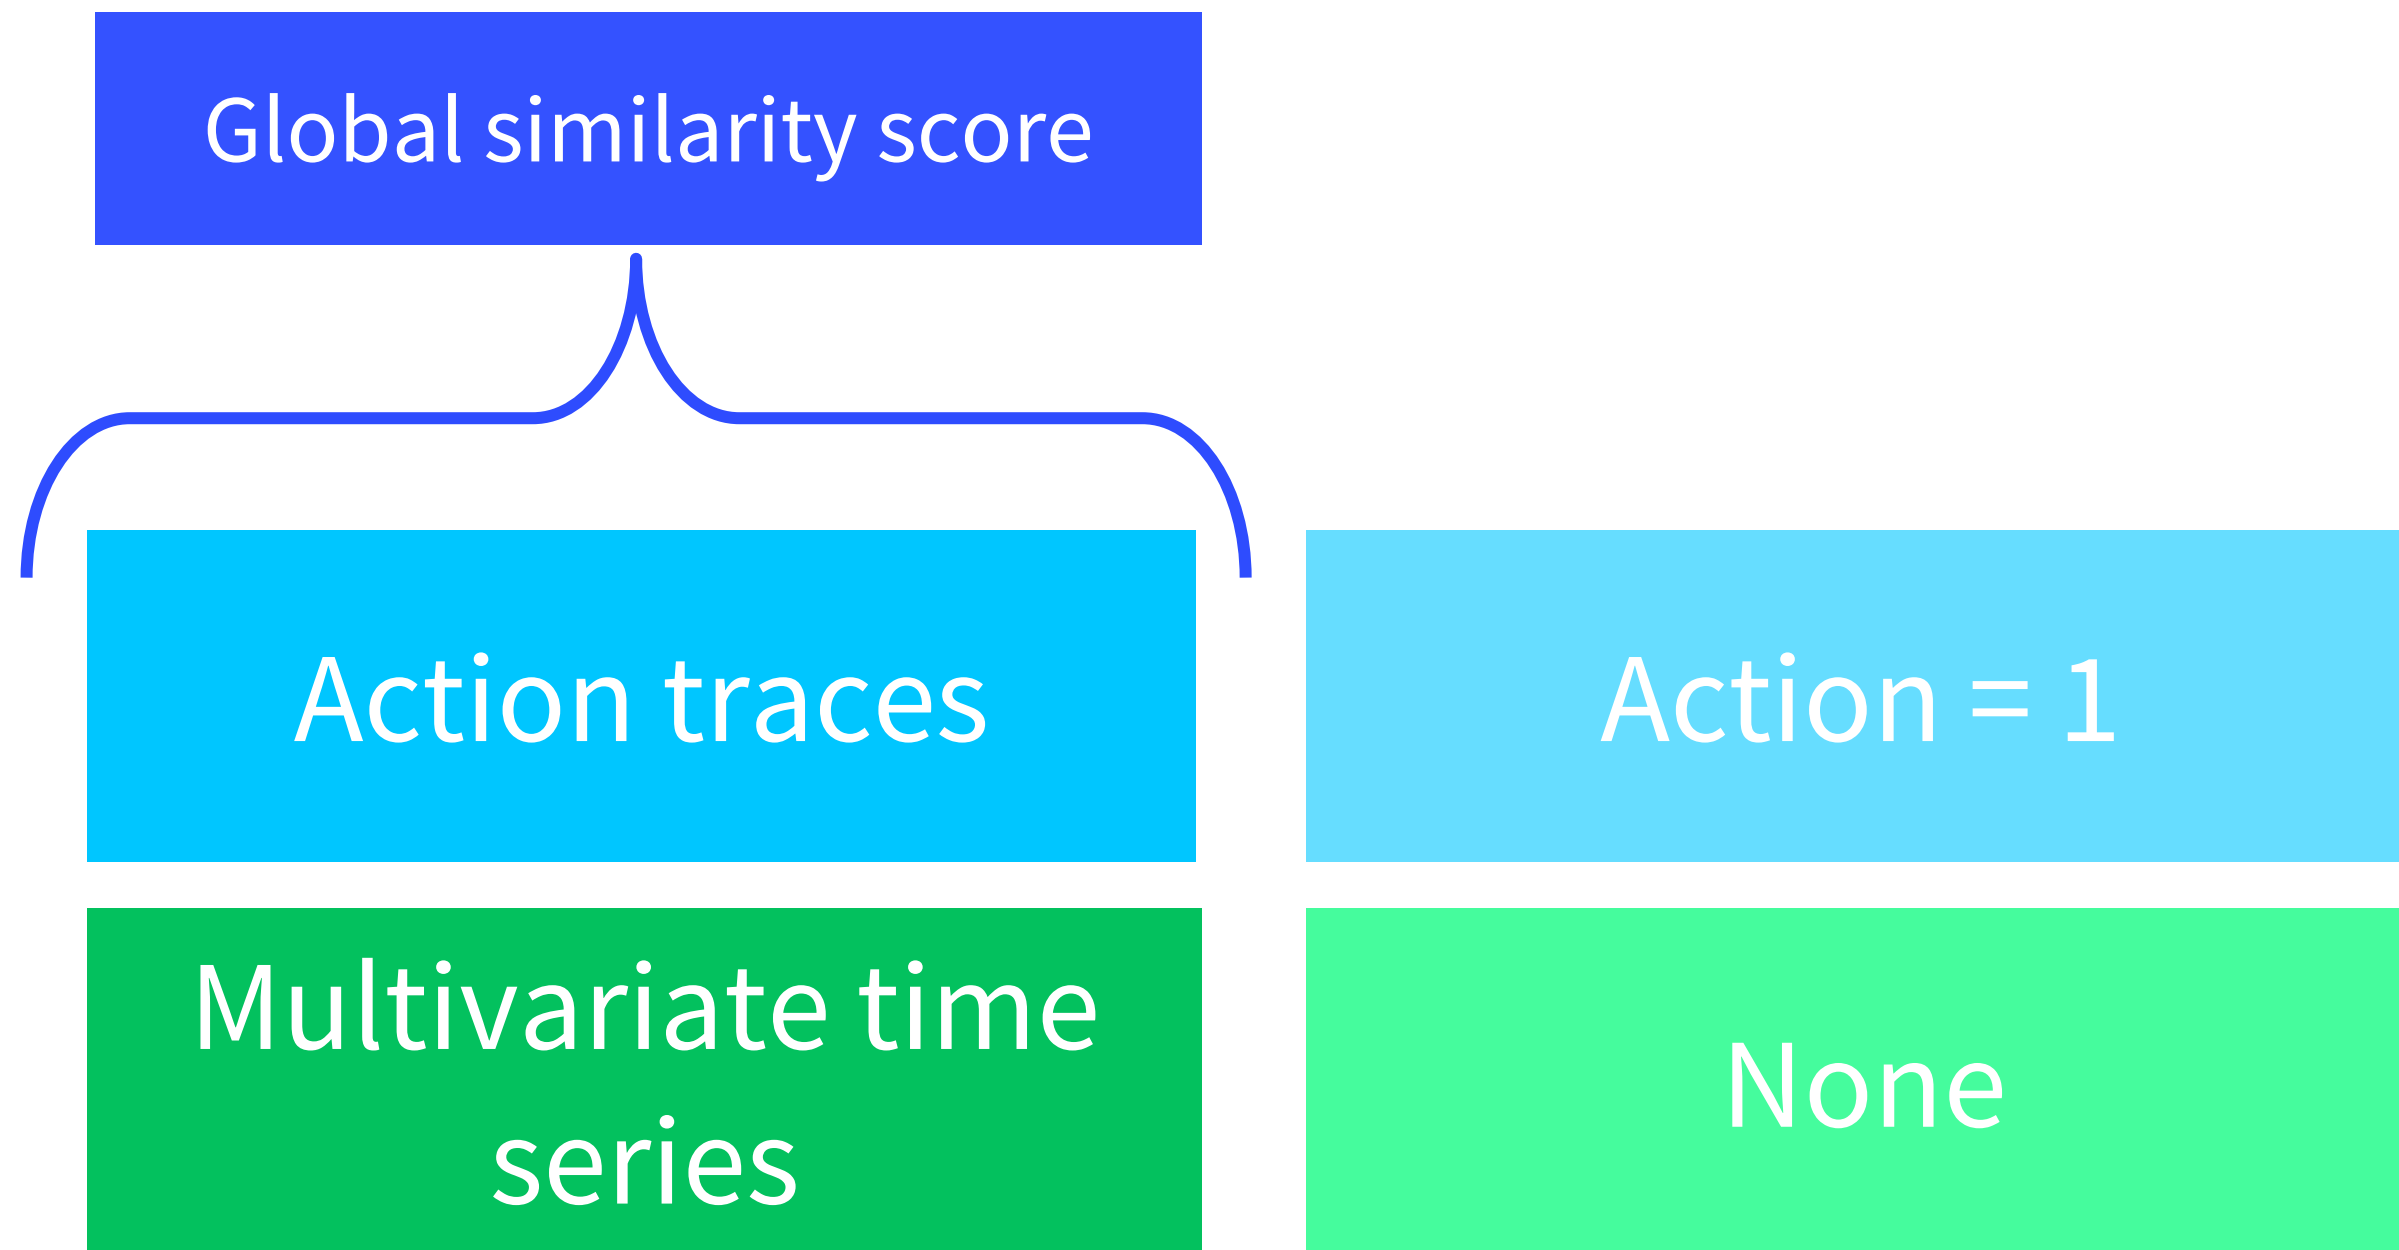 Global similarity score
Action traces
Action = 1
Multivariate time
series
None